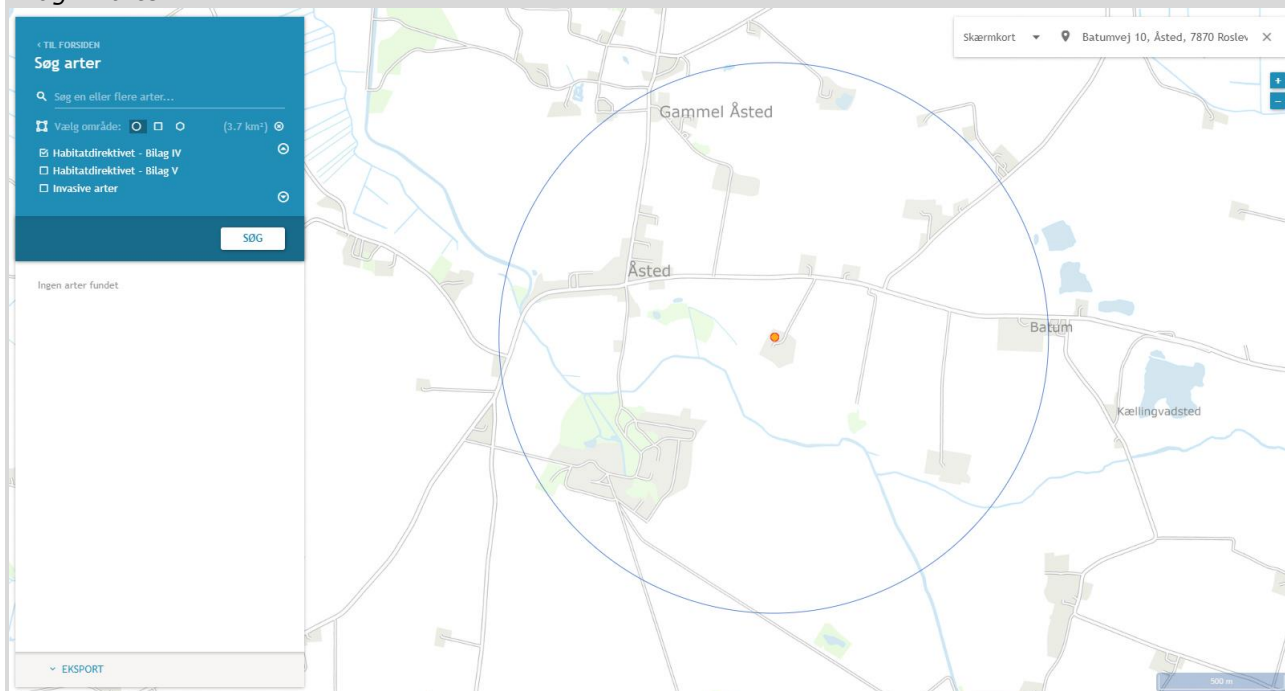 ‹ TIL FORSIDEN
Søg arter
Søg en eller flere arter...
Vælg område: (3.7 km²)
Habitatdirektivet - Bilag IV
Habitatdirektivet - Bilag V
Invasive arter
SØG
Ingen arter fundet
EKSPORT
Skærmkort
Batumvej 10, Åsted, 7870 Roslev
Gammel Åsted
Åsted
Batum
Kællingvadsted
500 m